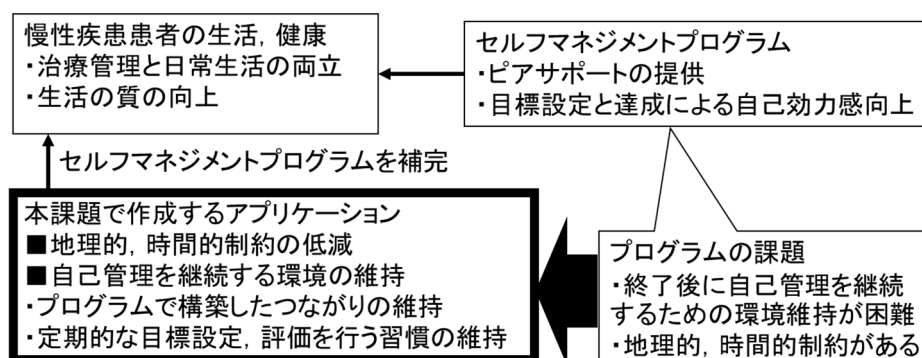 慢性疾患患者の生活，健康
・治療管理と日常生活の両立
・生活の質の向上
セルフマネジメントプログラム
・ピアサポートの提供
・目標設定と達成による自己効力感向上
セルフマネジメントプログラムを補完
本課題で作成するアプリケーション
■地理的，時間的制約の低減
■自己管理を継続する環境の維持
・プログラムで構築したつながりの維持
・定期的な目標設定，評価を行う習慣の維持
プログラムの課題
・終了後に自己管理を継続
するための環境維持が困難
・地理的，時間的制約がある